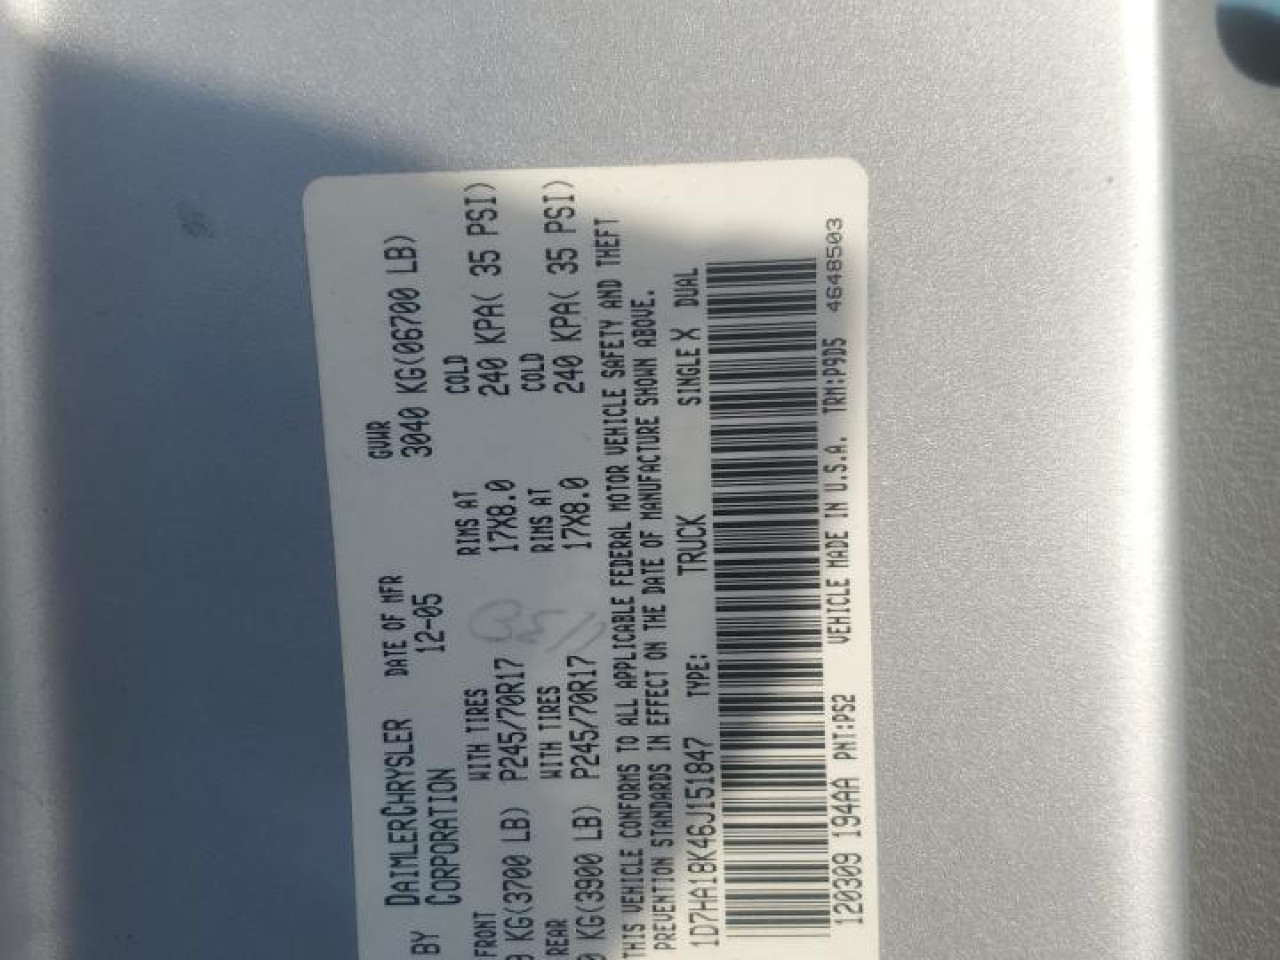 BY DAIMLERCHRYSLER CORPORATION
DATE OF MFR 12-05
GVWR 3040 KG(06700 LB)
FRONT WITH TIRES RIMS AT COLD
KG(3700 LB) P245/70R17 17X8.0 240 KPA( 35 PSI)
REAR WITH TIRES RIMS AT COLD
KG(3900 LB) P245/70R17 17X8.0 240 KPA( 35 PSI)
THIS VEHICLE CONFORMS TO ALL APPLICABLE FEDERAL MOTOR VEHICLE SAFETY AND THEFT
PREVENTION STANDARDS IN EFFECT ON THE DATE OF MANUFACTURE SHOWN ABOVE.
1D7HA18K46J151847 TYPE: TRUCK SINGLE X DUAL
120309 194AA PNT:PS2 VEHICLE MADE IN U.S.A. TRM:P9D5 4648503